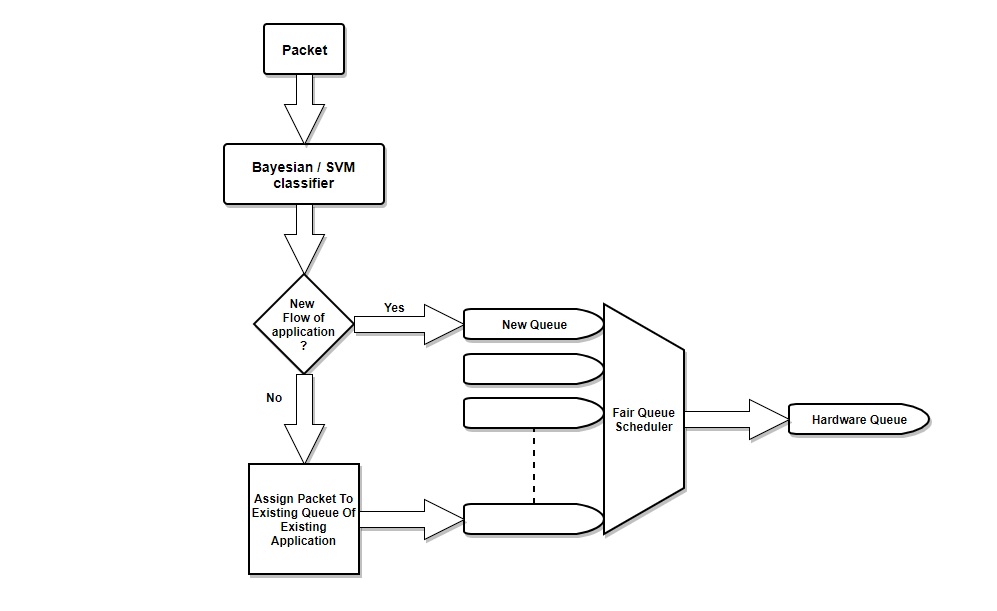 Packet
Bayesian / SVM
classifier
New
Flow of
application
?
Yes
New Queue
No
Fair Queue
Scheduler
Hardware Queue
Assign Packet To
Existing Queue Of
Existing
Application